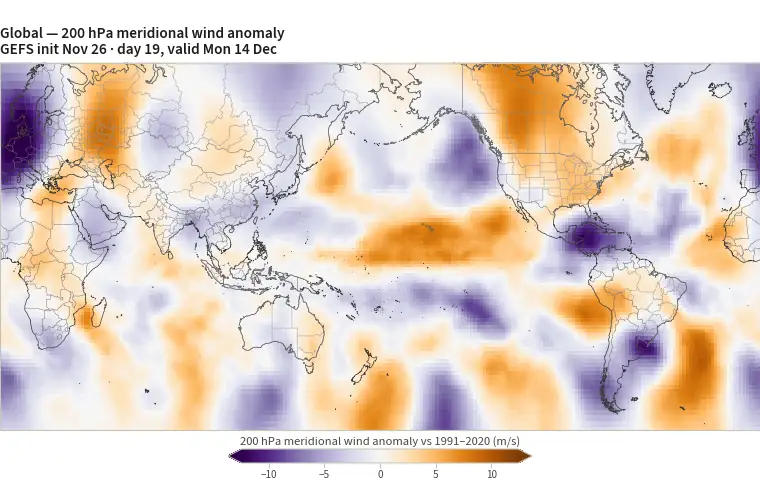 Global — 200 hPa meridional wind anomaly
GEFS init Nov 26 · day 19, valid Mon 14 Dec
200 hPa meridional wind anomaly vs 1991–2020 (m/s)
−10 −5 0 5 10